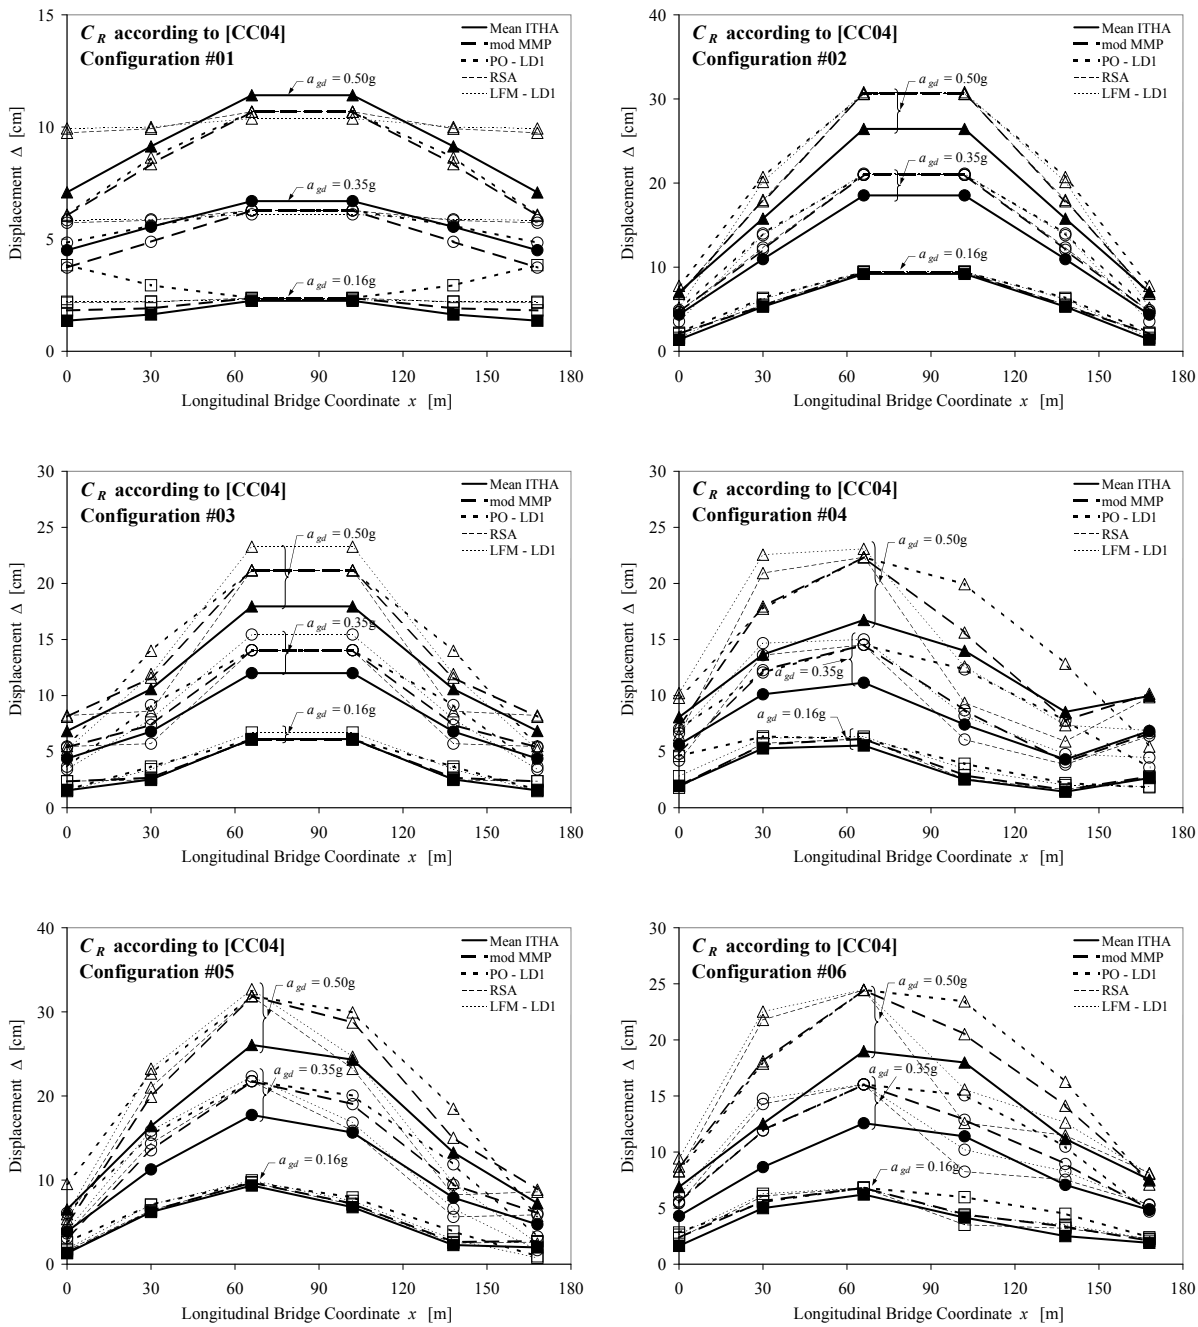 C_R according to [CC04]
Configuration #01
Mean ITHA
mod MMP
PO - LD1
RSA
LFM - LD1
a_gd = 0.50g
a_gd = 0.35g
a_gd = 0.16g
15
10
5
0
Displacement Δ [cm]
0 30 60 90 120 150 180
Longitudinal Bridge Coordinate x [m]
C_R according to [CC04]
Configuration #02
Mean ITHA
mod MMP
PO - LD1
RSA
LFM - LD1
a_gd = 0.50g
a_gd = 0.35g
a_gd = 0.16g
40
30
20
10
0
Displacement Δ [cm]
0 30 60 90 120 150 180
Longitudinal Bridge Coordinate x [m]
C_R according to [CC04]
Configuration #03
Mean ITHA
mod MMP
PO - LD1
RSA
LFM - LD1
a_gd = 0.50g
a_gd = 0.35g
a_gd = 0.16g
30
25
20
15
10
5
0
Displacement Δ [cm]
0 30 60 90 120 150 180
Longitudinal Bridge Coordinate x [m]
C_R according to [CC04]
Configuration #04
Mean ITHA
mod MMP
PO - LD1
RSA
LFM - LD1
a_gd = 0.50g
a_gd = 0.35g
a_gd = 0.16g
30
25
20
15
10
5
0
Displacement Δ [cm]
0 30 60 90 120 150 180
Longitudinal Bridge Coordinate x [m]
C_R according to [CC04]
Configuration #05
Mean ITHA
mod MMP
PO - LD1
RSA
LFM - LD1
a_gd = 0.50g
a_gd = 0.35g
a_gd = 0.16g
40
30
20
10
0
Displacement Δ [cm]
0 30 60 90 120 150 180
Longitudinal Bridge Coordinate x [m]
C_R according to [CC04]
Configuration #06
Mean ITHA
mod MMP
PO - LD1
RSA
LFM - LD1
a_gd = 0.50g
a_gd = 0.35g
a_gd = 0.16g
30
25
20
15
10
5
0
Displacement Δ [cm]
0 30 60 90 120 150 180
Longitudinal Bridge Coordinate x [m]